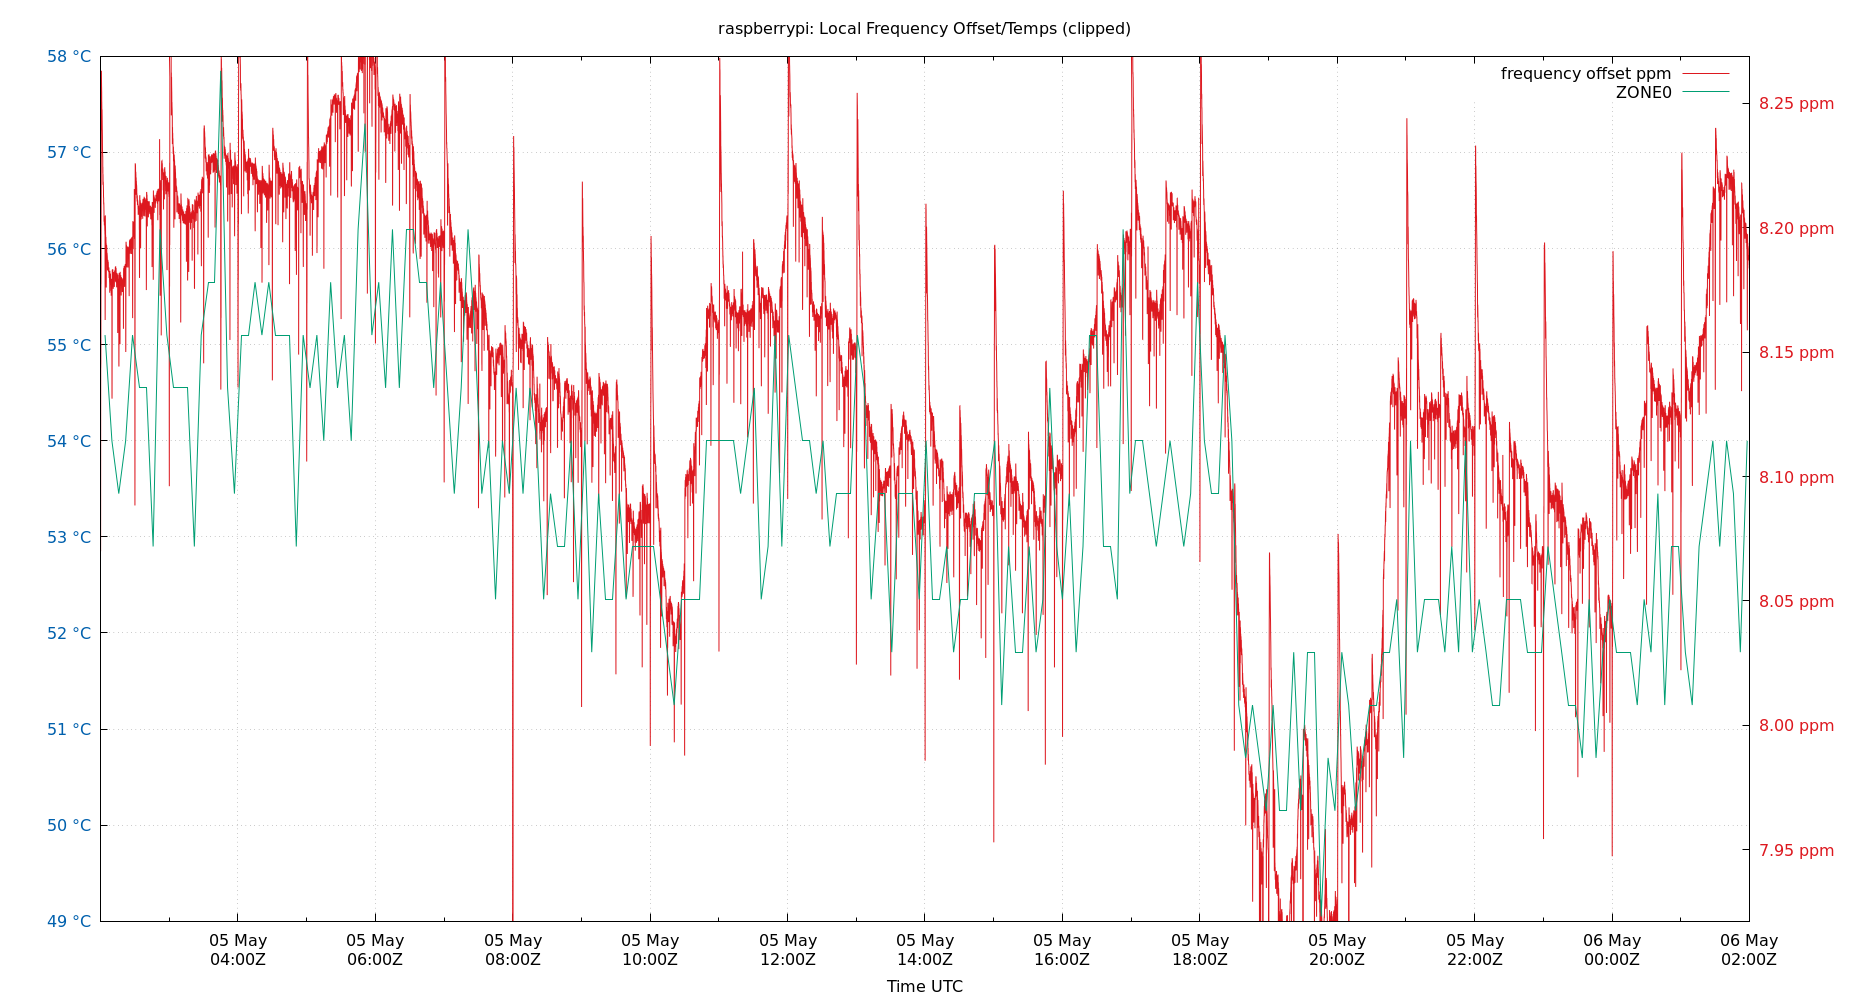 raspberrypi: Local Frequency Offset/Temps (clipped)
58 °C
57 °C
56 °C
55 °C
54 °C
53 °C
52 °C
51 °C
50 °C
49 °C
frequency offset ppm
ZONE0
8.25 ppm
8.20 ppm
8.15 ppm
8.10 ppm
8.05 ppm
8.00 ppm
7.95 ppm
05 May 05 May 05 May 05 May 05 May 05 May 05 May 05 May 05 May 05 May 06 May 06 May
04:00Z 06:00Z 08:00Z 10:00Z 12:00Z 14:00Z 16:00Z 18:00Z 20:00Z 22:00Z 00:00Z 02:00Z
Time UTC